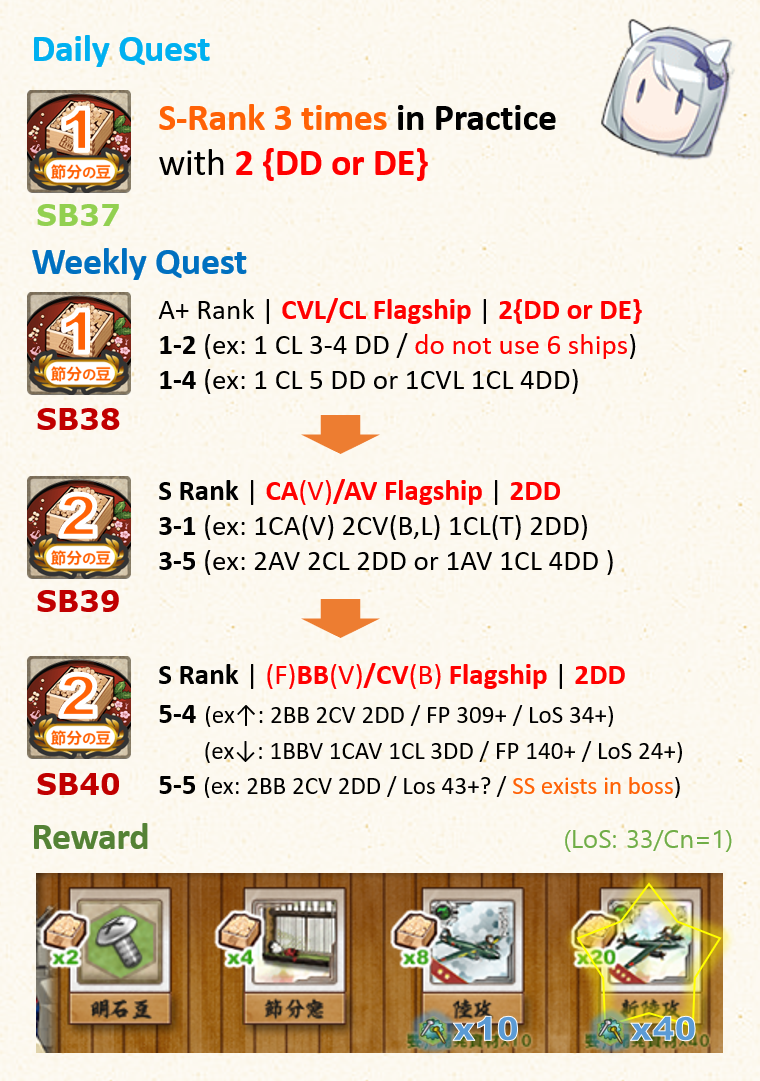 Daily Quest
1
節分の豆
SB37
S-Rank 3 times in Practice
with 2 {DD or DE}
Weekly Quest
1
節分の豆
SB38
A+ Rank | CVL/CL Flagship | 2{DD or DE}
1-2 (ex: 1 CL 3-4 DD / do not use 6 ships)
1-4 (ex: 1 CL 5 DD or 1CVL 1CL 4DD)
2
節分の豆
SB39
S Rank | CA(V)/AV Flagship | 2DD
3-1 (ex: 1CA(V) 2CV(B,L) 1CL(T) 2DD)
3-5 (ex: 2AV 2CL 2DD or 1AV 1CL 4DD )
2
節分の豆
SB40
S Rank | (F)BB(V)/CV(B) Flagship | 2DD
5-4 (ex↑: 2BB 2CV 2DD / FP 309+ / LoS 34+)
(ex↓: 1BBV 1CAV 1CL 3DD / FP 140+ / LoS 24+)
5-5 (ex: 2BB 2CV 2DD / Los 43+? / SS exists in boss)
Reward
(LoS: 33/Cn=1)
x2
x4
x8
x20
明石豆
節分窓
陸攻
新陸攻
x10
x40